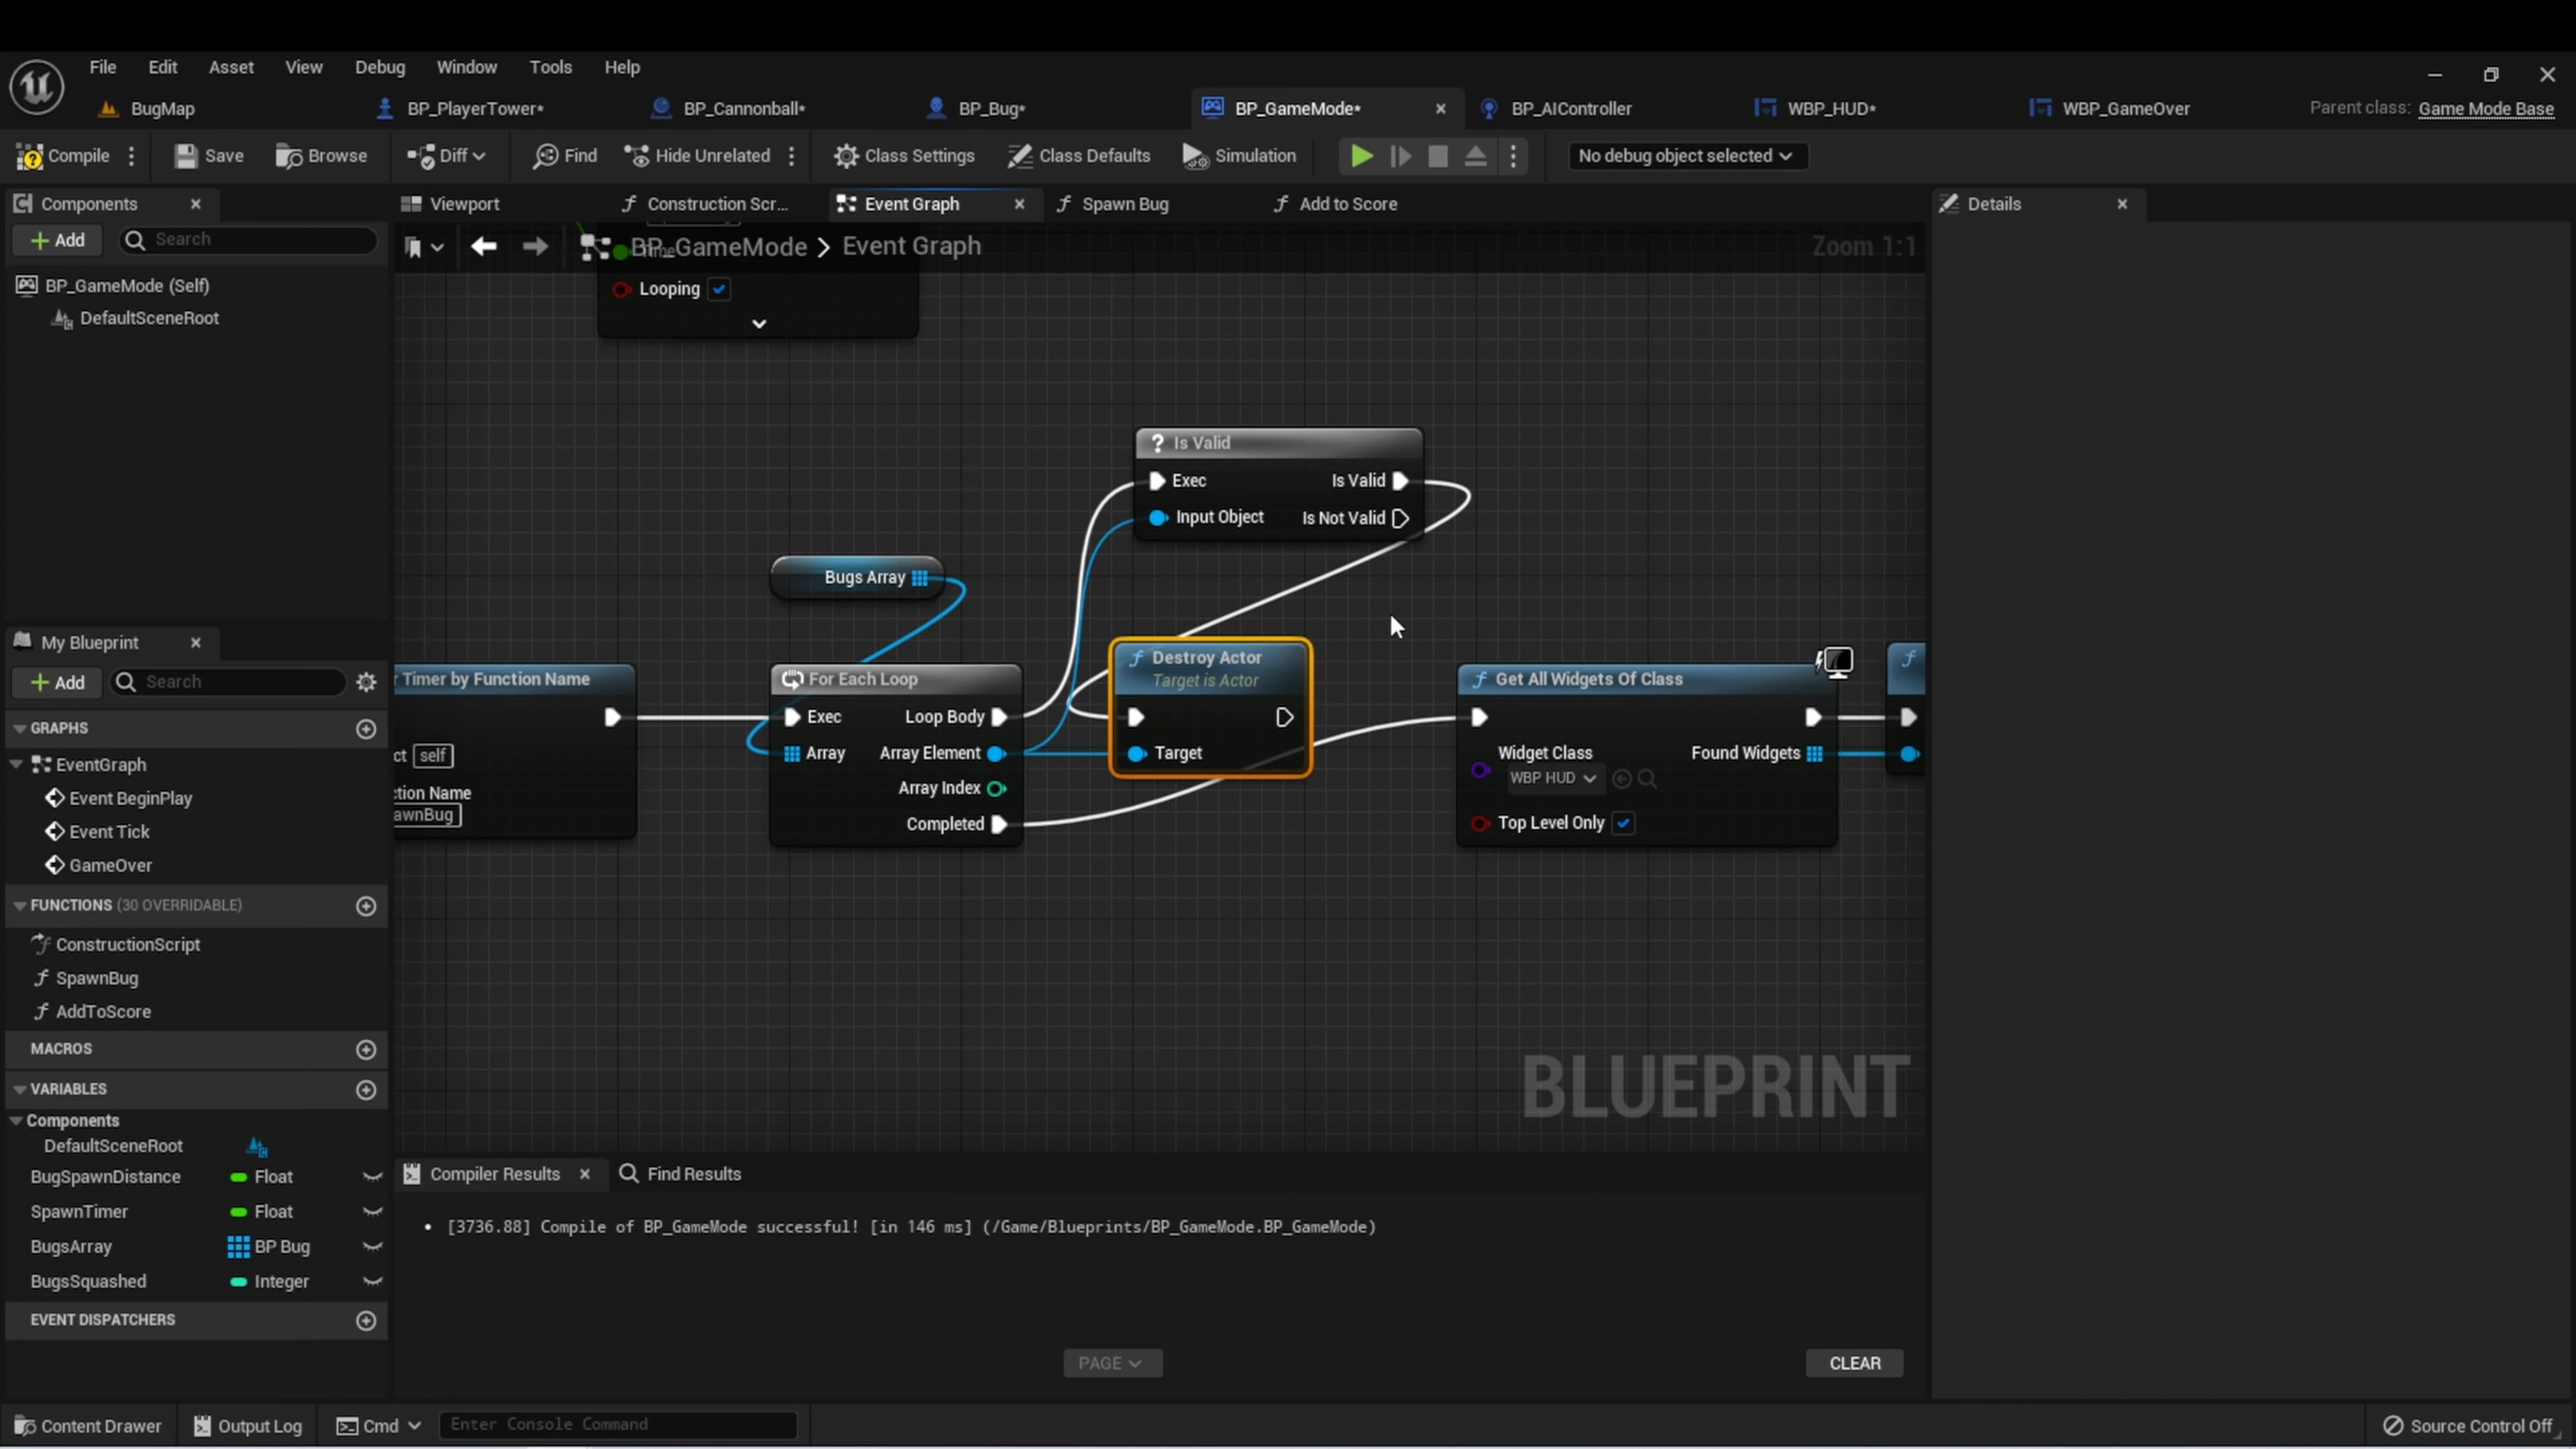 File Edit Asset View Debug Window Tools Help
BugMap BP_PlayerTower* BP_Cannonball* BP_Bug* BP_GameMode* BP_AIController WBP_HUD* WBP_GameOver Parent class: Game Mode Base
Compile Save Browse Diff Find Hide Unrelated Class Settings Class Defaults Simulation No debug object selected
Components Viewport Construction Scr... Event Graph Spawn Bug Add to Score Details
Add Search
BP_GameMode > Event Graph Zoom 1:1
BP_GameMode (Self)
DefaultSceneRoot
Looping
Is Valid
Exec Is Valid
Input Object Is Not Valid
Bugs Array
Timer by Function Name
ct self
ction Name
awnBug
For Each Loop
Exec Loop Body
Array Array Element
Array Index
Completed
Destroy Actor
Target is Actor
Target
Get All Widgets Of Class
Widget Class Found Widgets
WBP HUD
Top Level Only
BLUEPRINT
My Blueprint
Add Search
GRAPHS
EventGraph
Event BeginPlay
Event Tick
GameOver
FUNCTIONS (30 OVERRIDABLE)
ConstructionScript
SpawnBug
AddToScore
MACROS
VARIABLES
Components
DefaultSceneRoot
BugSpawnDistance Float
SpawnTimer Float
BugsArray BP Bug
BugsSquashed Integer
EVENT DISPATCHERS
Compiler Results Find Results
[3736.88] Compile of BP_GameMode successful! [in 146 ms] (/Game/Blueprints/BP_GameMode.BP_GameMode)
PAGE CLEAR
Content Drawer Output Log Cmd Enter Console Command Source Control Off